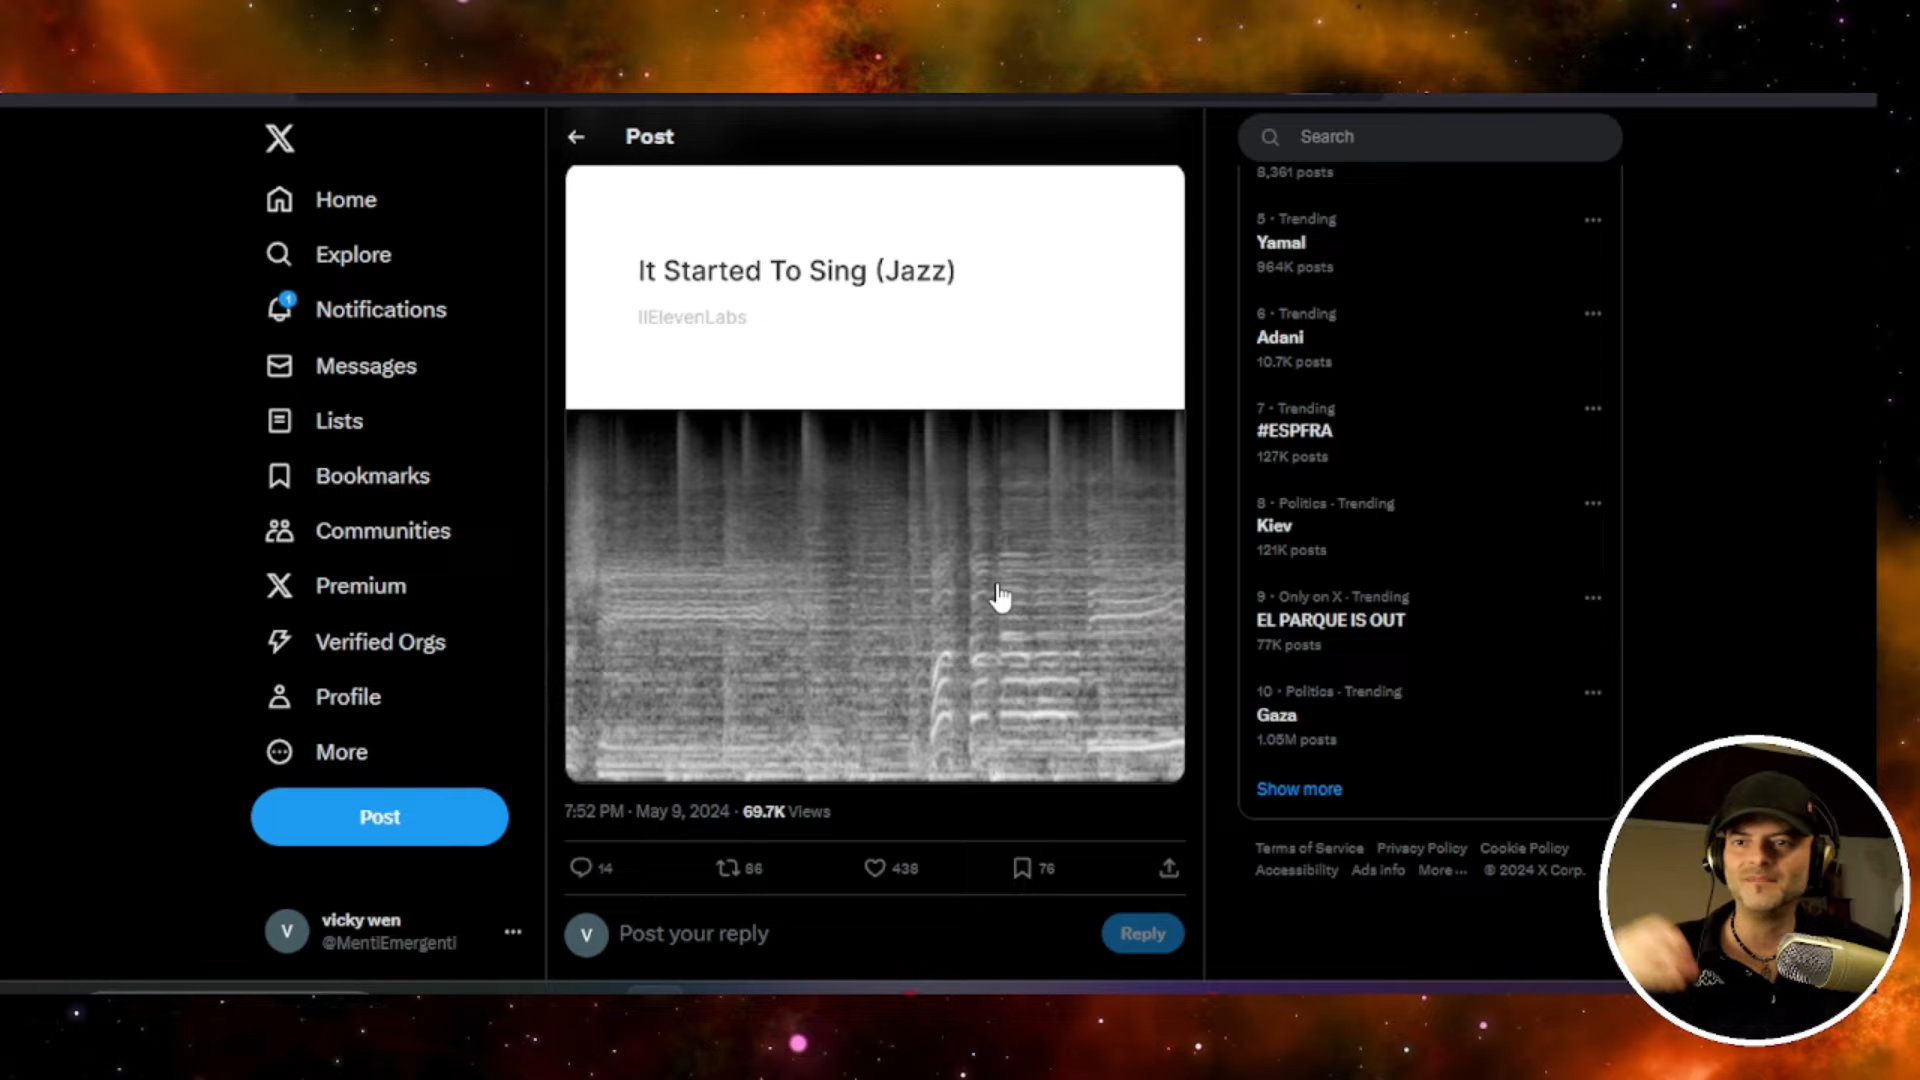 Home
Explore
1
Notifications
Messages
Lists
Bookmarks
Communities
Premium
Verified Orgs
Profile
More
Post
V
vicky wen
@MentiEmergenti
Post
It Started To Sing (Jazz)
IIElevenLabs
7:52 PM · May 9, 2024 · 69.7K Views
14
86
438
76
V
Post your reply
Reply
Search
8,361 posts
5 · Trending
Yamal
964K posts
6 · Trending
Adani
10.7K posts
7 · Trending
#ESPFRA
127K posts
8 · Politics · Trending
Kiev
121K posts
9 · Only on X · Trending
EL PARQUE IS OUT
77K posts
10 · Politics · Trending
Gaza
1.05M posts
Show more
Terms of Service Privacy Policy Cookie Policy
Accessibility Ads info More ··· © 2024 X Corp.